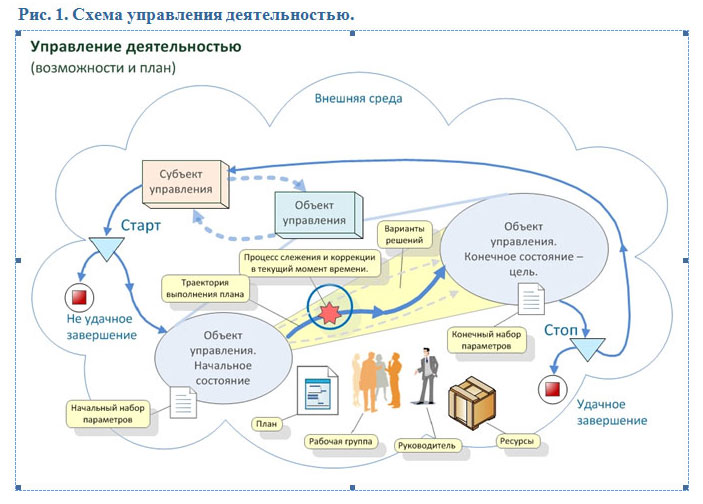 Рис. 1. Схема управления деятельностью.
Управление деятельностью
(возможности и план)
Внешняя среда
Субъект
управления
Объект
управления
Старт
Варианты
решений
Объект
управления.
Конечное состояние –
цель.
Процесс слежения и коррекции
в текущий момент времени.
Траектория
выполнения плана
Не удачное
завершение
Объект
управления.
Начальное
состояние
Конечный набор
параметров
Стоп
Начальный набор
параметров
План
Рабочая группа
Руководитель
Ресурсы
Удачное
завершение